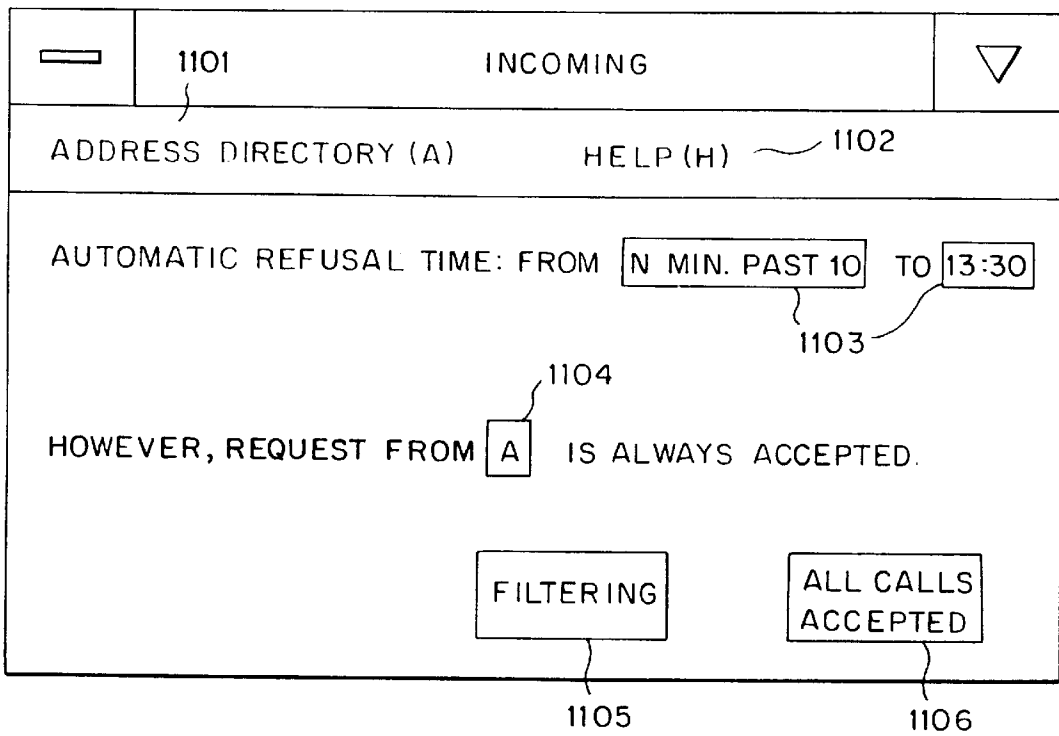 1101 INCOMING
ADDRESS DIRECTORY (A) HELP (H) 1102
AUTOMATIC REFUSAL TIME: FROM N MIN. PAST 10 TO 13:30
1103
1104
HOWEVER, REQUEST FROM A IS ALWAYS ACCEPTED.
FILTERING ALL CALLS
ACCEPTED
1105 1106